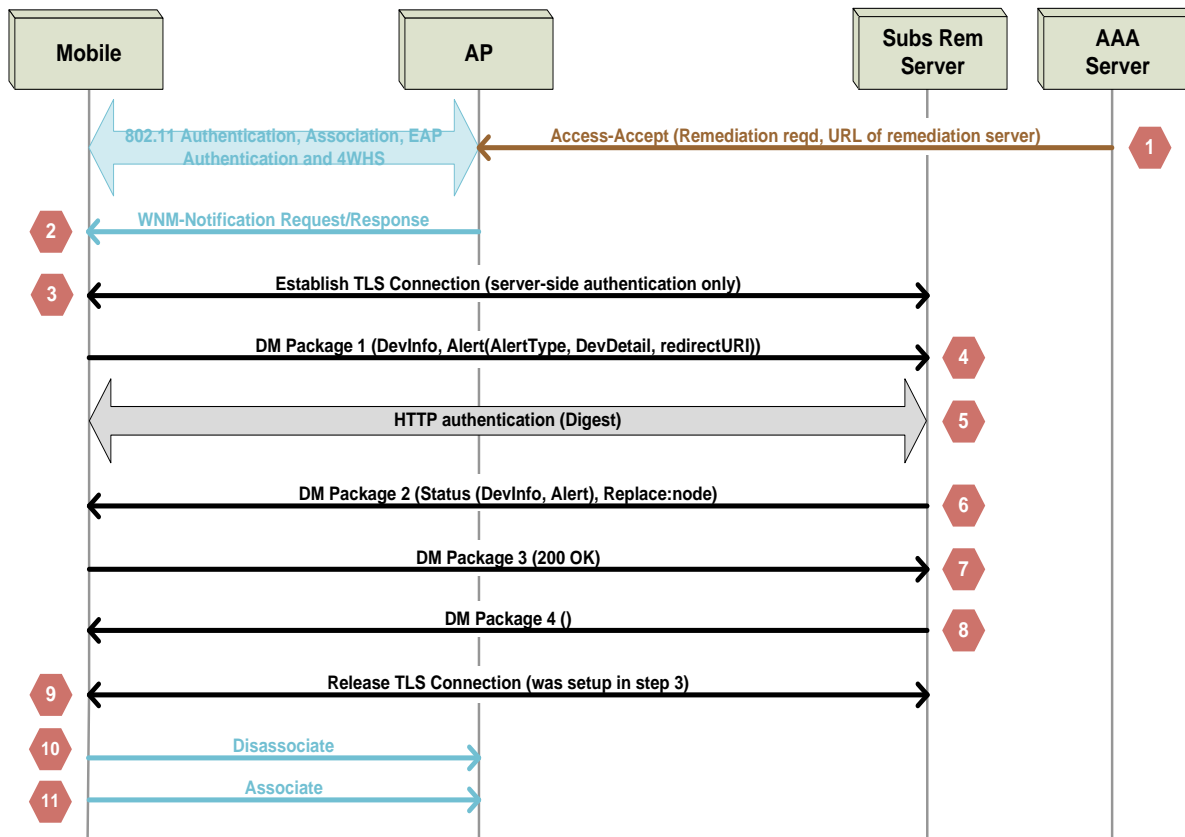 Mobile
AP
Subs Rem
Server
AAA
Server
802.11 Authentication, Association, EAP
Authentication and 4WHS
Access-Accept (Remediation reqd, URL of remediation server)
1
2
WNM-Notification Request/Response
3
Establish TLS Connection (server-side authentication only)
DM Package 1 (DevInfo, Alert(AlertType, DevDetail, redirectURI))
4
HTTP authentication (Digest)
5
DM Package 2 (Status (DevInfo, Alert), Replace:node)
6
DM Package 3 (200 OK)
7
DM Package 4 ()
8
9
Release TLS Connection (was setup in step 3)
10
Disassociate
11
Associate